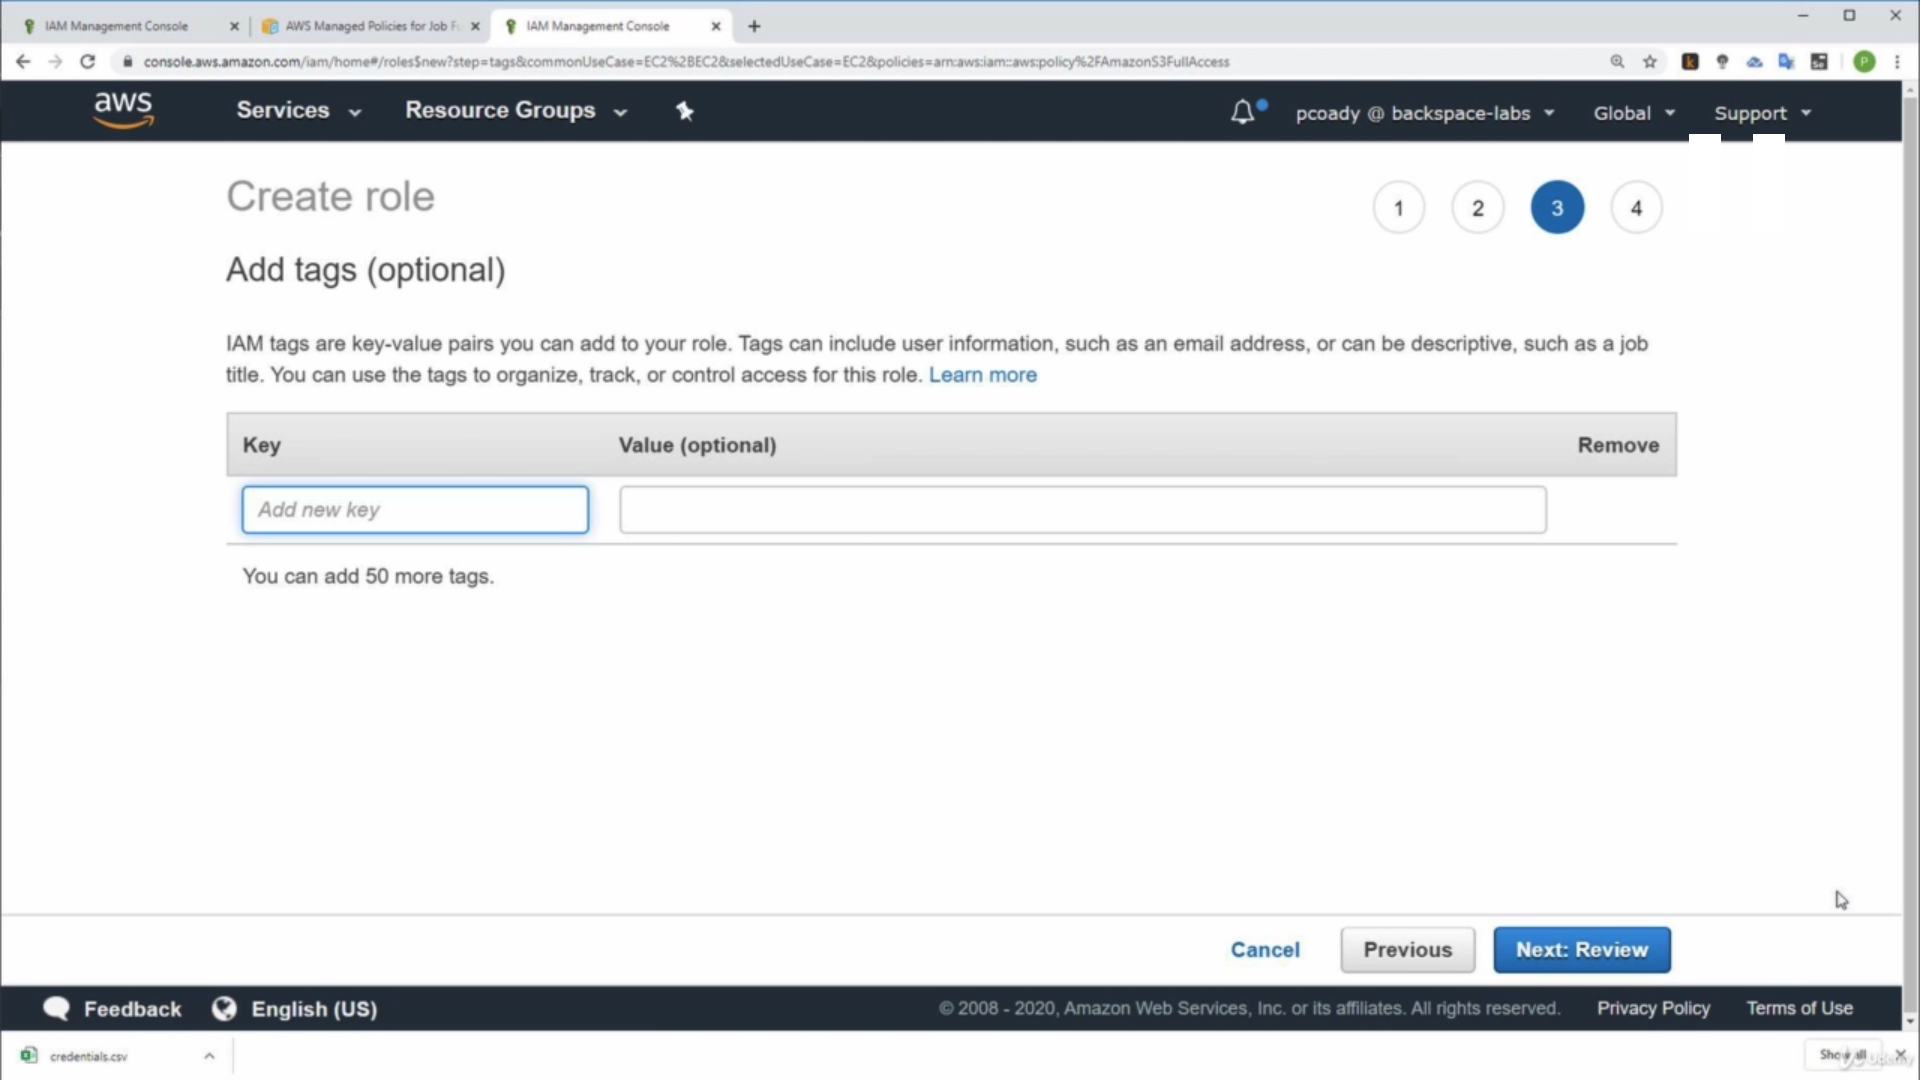 IAM Management Console
AWS Managed Policies for Job F
IAM Management Console
console.aws.amazon.com/iam/home#/roles$new?step=tags&commonUseCase=EC2%2BEC2&selectedUseCase=EC2&policies=arn:aws:iam::aws:policy%2FAmazonS3FullAccess
aws
Services
Resource Groups
pcoady @ backspace-labs
Global
Support
Create role
1
2
3
4
Add tags (optional)
IAM tags are key-value pairs you can add to your role. Tags can include user information, such as an email address, or can be descriptive, such as a job
title. You can use the tags to organize, track, or control access for this role. Learn more
Key
Value (optional)
Remove
Add new key
You can add 50 more tags.
Cancel
Previous
Next: Review
Feedback
English (US)
© 2008 - 2020, Amazon Web Services, Inc. or its affiliates. All rights reserved.
Privacy Policy
Terms of Use
credentials.csv
Show all
Udemy